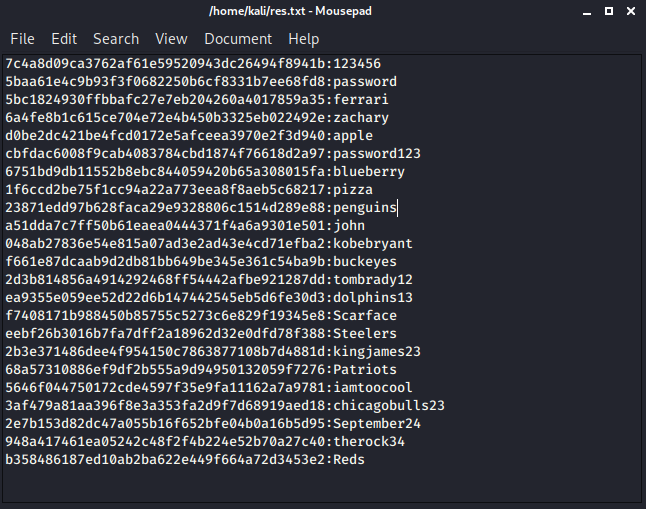 /home/kali/res.txt - Mousepad
File Edit Search View Document Help
7c4a8d09ca3762af61e59520943dc26494f8941b:123456
5baa61e4c9b93f3f0682250b6cf8331b7ee68fd8:password
5bc1824930ffbbafc27e7eb204260a4017859a35:ferrari
6a4fe8b1c615ce704e72e4b450b3325eb022492e:zachary
d0be2dc421be4fcd0172e5afceea3970e2f3d940:apple
cbfdac6008f9cab4083784cbd1874f76618d2a97:password123
6751bd9db11552b8ebc844059420b65a308015fa:blueberry
1f6ccd2be75f1cc94a22a773eea8f8aeb5c68217:pizza
23871edd97b628faca29e9328806c1514d289e88:penguins
a51dda7c7ff50b61eaea0444371f4a6a9301e501:john
048ab27836e54e815a07ad3e2ad43e4cd71efba2:kobebryant
f661e87dcaab9d2db81bb649be345e361c54ba9b:buckeyes
2d3b814856a4914292468ff54442afbe921287dd:tombrady12
ea9355e059ee52d22d6b147442545eb5d6fe30d3:dolphins13
f7408171b988450b85755c5273c6e829f19345e8:Scarface
eebf26b3016b7fa7dff2a18962d32e0dfd78f388:Steelers
2b3e371486dee4f954150c7863877108b7d4881d:kingjames23
68a57310886ef9df2b555a9d94950132059f7276:Patriots
5646f044750172cde4597f35e9fa11162a7a9781:iamtoocool
3af479a81aa396f8e3a353fa2d9f7d68919aed18:chicagobulls23
2e7b153d82dc47a055b16f652bfe04b0a16b5d95:September24
948a417461ea05242c48f2f4b224e52b70a27c40:therock34
b358486187ed10ab2ba622e449f664a72d3453e2:Reds